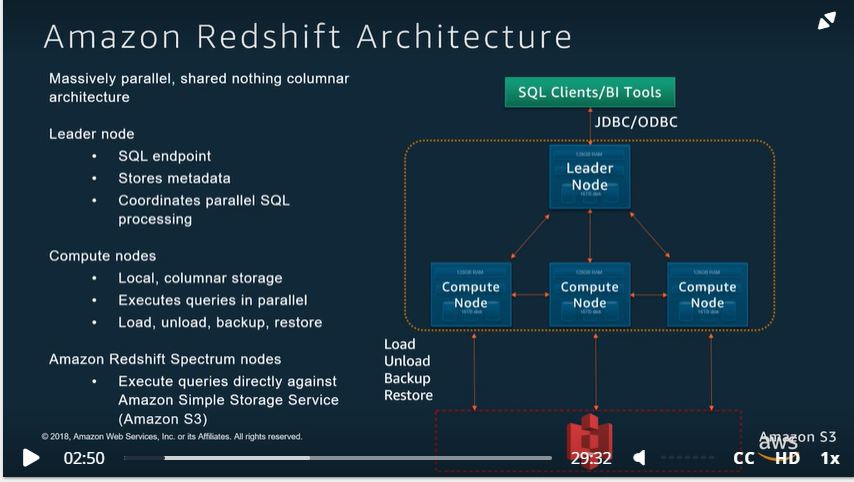 Amazon Redshift Architecture
Massively parallel, shared nothing columnar
architecture
Leader node
• SQL endpoint
• Stores metadata
• Coordinates parallel SQL
processing
Compute nodes
• Local, columnar storage
• Executes queries in parallel
• Load, unload, backup, restore
Amazon Redshift Spectrum nodes
• Execute queries directly against
Amazon Simple Storage Service
(Amazon S3)
SQL Clients/BI Tools
JDBC/ODBC
128GB RAM
Leader
Node
16TB disk
128GB RAM
Compute
Node
16TB disk
128GB RAM
Compute
Node
16TB disk
128GB RAM
Compute
Node
16TB disk
Load
Unload
Backup
Restore
© 2018, Amazon Web Services, Inc. or its Affiliates. All rights reserved.
Amazon S3
aws
02:50
29:32
CC
HD
1x